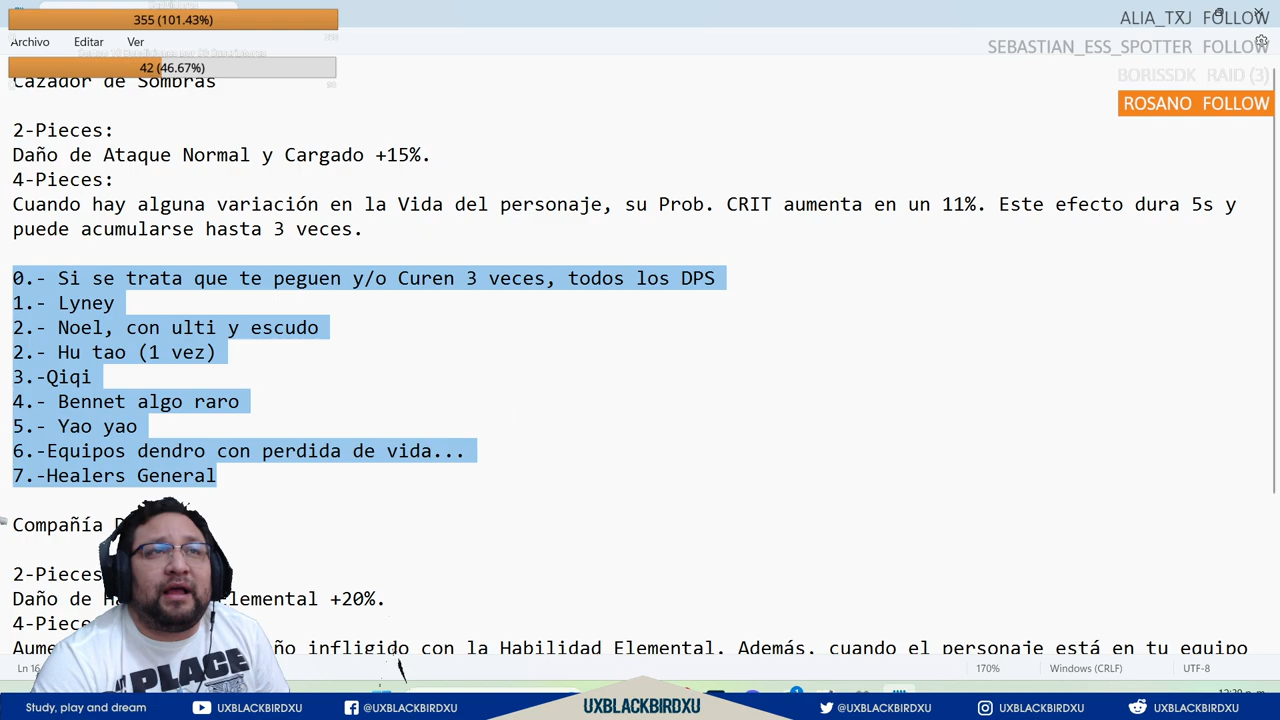 355 (101.43%)
ALIA_TXJ FOLLOW
Archivo Editar Ver
SEBASTIAN_ESS_SPOTTER FOLLOW
42 (46.67%)
BORISSDK RAID (3)
Cazador de Sombras
ROSANO FOLLOW
2-Pieces:
Daño de Ataque Normal y Cargado +15%.
4-Pieces:
Cuando hay alguna variación en la Vida del personaje, su Prob. CRIT aumenta en un 11%. Este efecto dura 5s y
puede acumularse hasta 3 veces.
0.- Si se trata que te peguen y/o Curen 3 veces, todos los DPS
1.- Lyney
2.- Noel, con ulti y escudo
2.- Hu tao (1 vez)
3.-Qiqi
4.- Bennet algo raro
5.- Yao yao
6.-Equipos dendro con perdida de vida...
7.-Healers General
Compañía
2-Pieces
Daño de elemental +20%.
4-Piece
infligido con la Habilidad Elemental. Además, cuando el personaje está en tu equipo
Ln 16 170% Windows (CRLF) UTF-8
PLACE
Study, play and dream UXBLACKBIRDXU @UXBLACKBIRDXU UXBLACKBIRDXU @UXBLACKBIRDXU UXBLACKBIRDXU UXBLACKBIRDXU